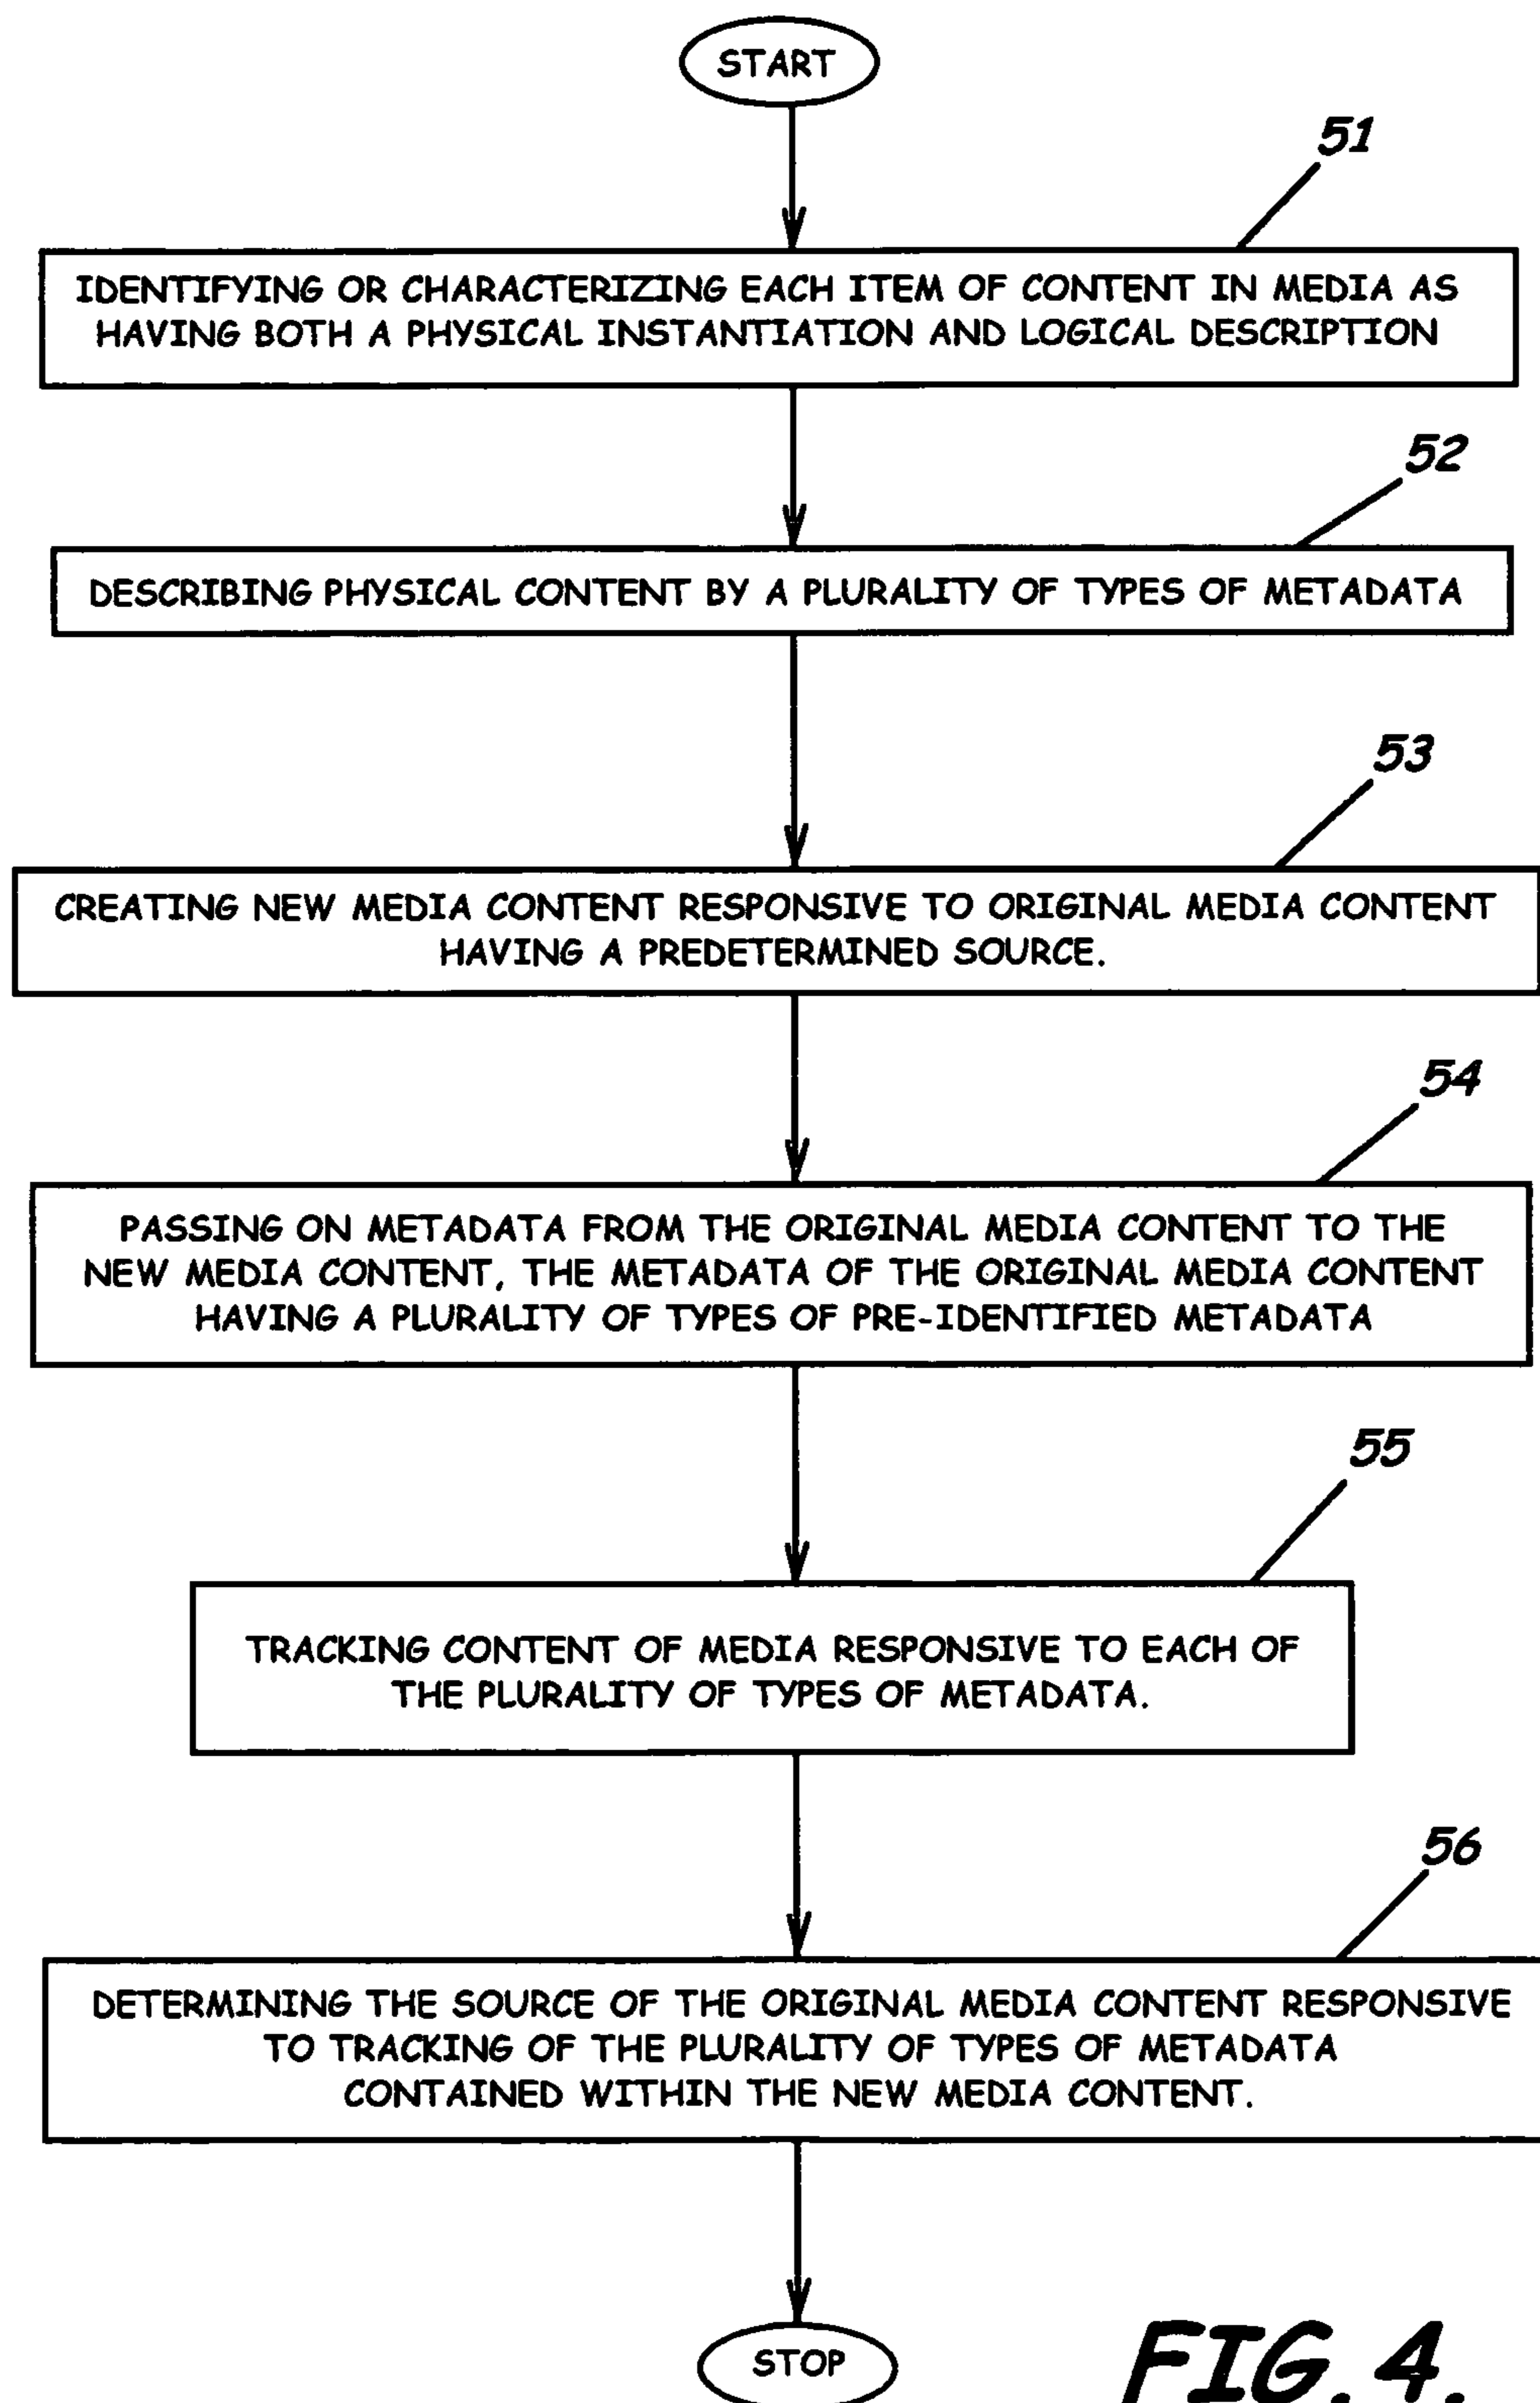 START
51
IDENTIFYING OR CHARACTERIZING EACH ITEM OF CONTENT IN MEDIA AS
HAVING BOTH A PHYSICAL INSTANTIATION AND LOGICAL DESCRIPTION
52
DESCRIBING PHYSICAL CONTENT BY A PLURALITY OF TYPES OF METADATA
53
CREATING NEW MEDIA CONTENT RESPONSIVE TO ORIGINAL MEDIA CONTENT
HAVING A PREDETERMINED SOURCE.
54
PASSING ON METADATA FROM THE ORIGINAL MEDIA CONTENT TO THE
NEW MEDIA CONTENT, THE METADATA OF THE ORIGINAL MEDIA CONTENT
HAVING A PLURALITY OF TYPES OF PRE-IDENTIFIED METADATA
55
TRACKING CONTENT OF MEDIA RESPONSIVE TO EACH OF
THE PLURALITY OF TYPES OF METADATA.
56
DETERMINING THE SOURCE OF THE ORIGINAL MEDIA CONTENT RESPONSIVE
TO TRACKING OF THE PLURALITY OF TYPES OF METADATA
CONTAINED WITHIN THE NEW MEDIA CONTENT.
STOP
FIG. 4.